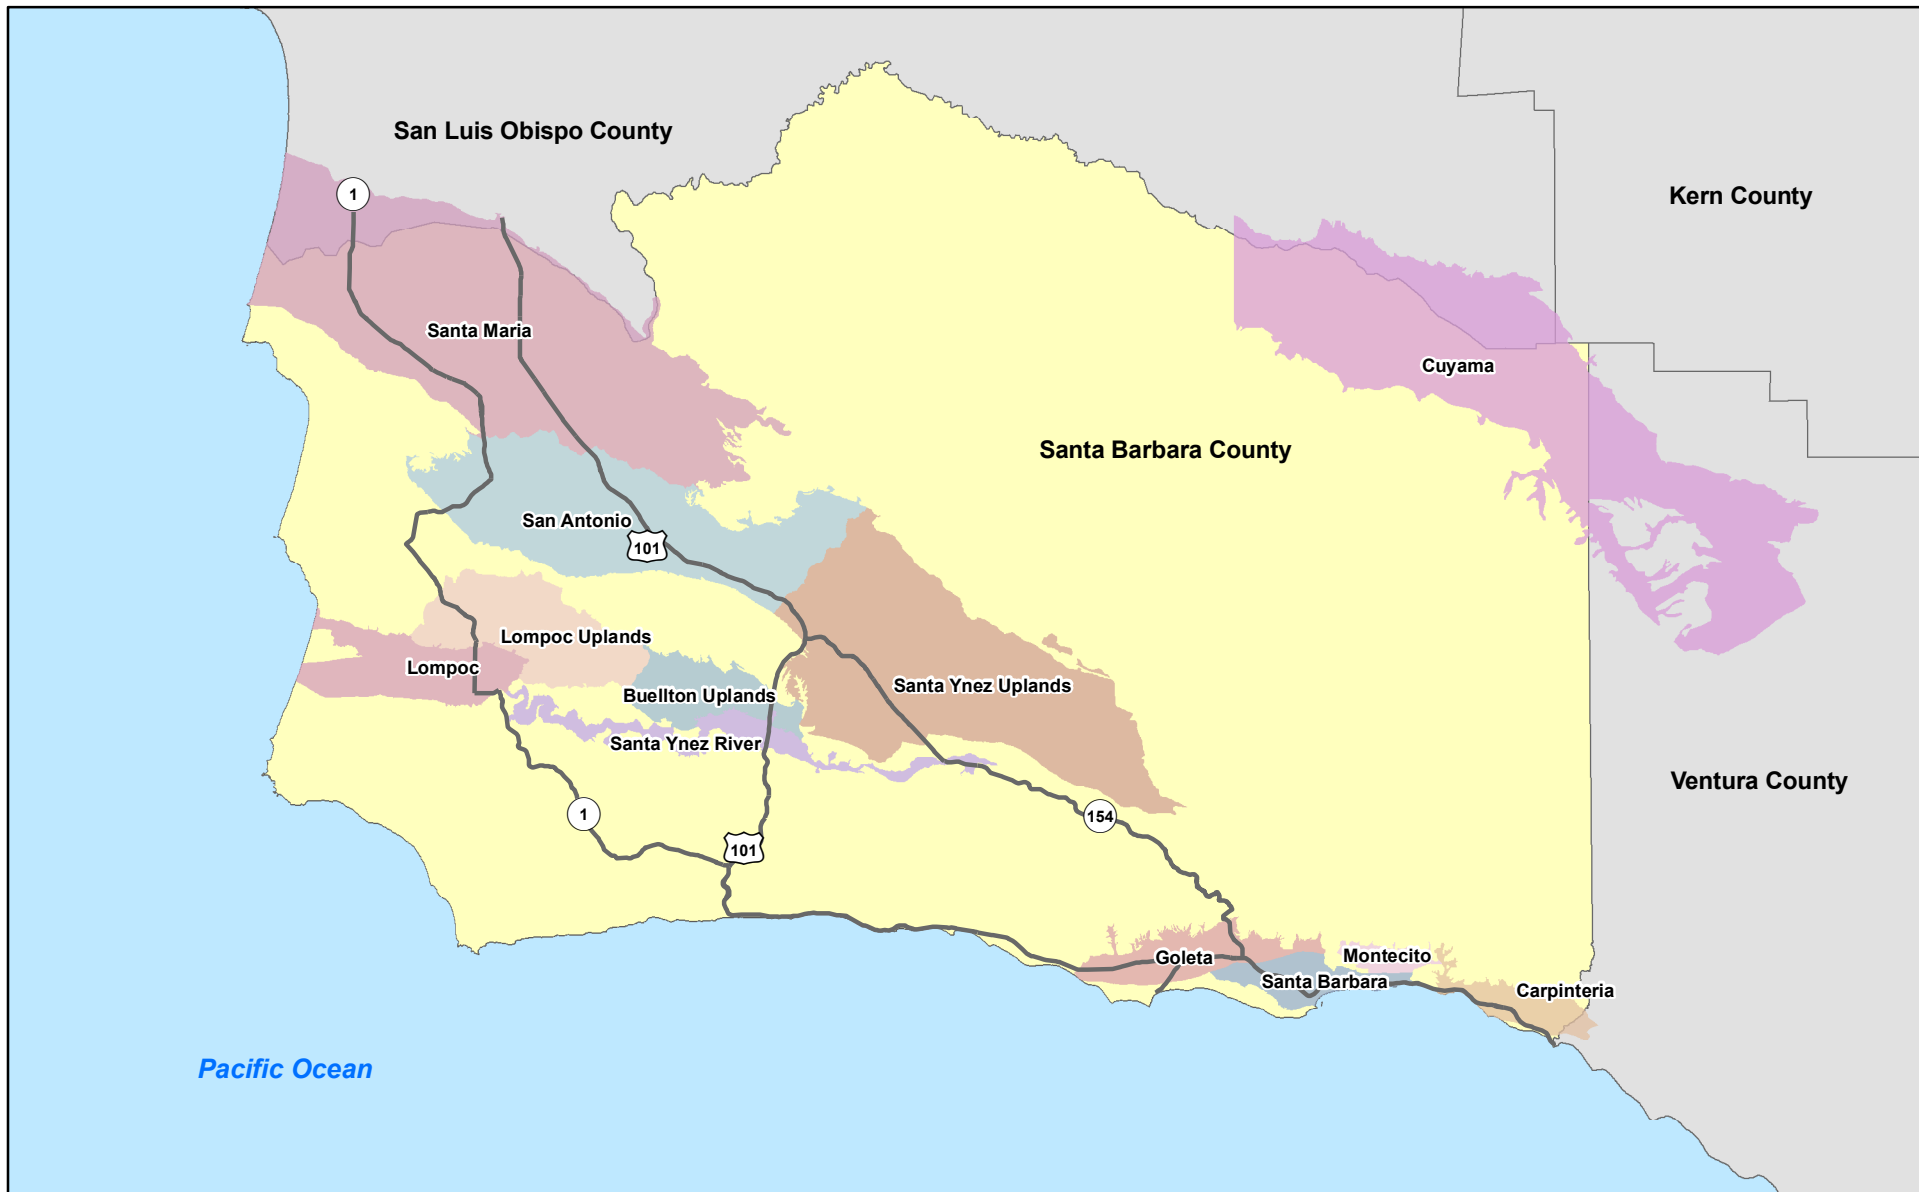 San Luis Obispo County
1
Kern County
Santa Maria
Cuyama
Santa Barbara County
San Antonio
101
Lompoc Uplands
Lompoc
Santa Ynez Uplands
Buellton Uplands
Santa Ynez River
Ventura County
1
154
101
Montecito
Goleta
Santa Barbara
Carpinteria
Pacific Ocean